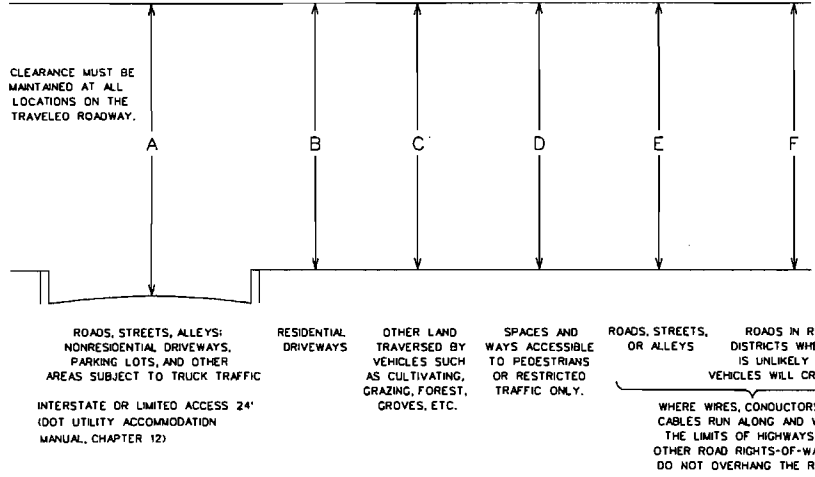 CLEARANCE MUST BE
MAINTAINED AT ALL
LOCATIONS ON THE
TRAVELED ROADWAY.
A
B
C
D
E
F
ROADS, STREETS, ALLEYS;
NONRESIDENTIAL DRIVEWAYS,
PARKING LOTS, AND OTHER
AREAS SUBJECT TO TRUCK TRAFFIC
INTERSTATE OR LIMITED ACCESS 24'
(DOT UTILITY ACCOMMODATION
MANUAL, CHAPTER 12)
RESIDENTIAL
DRIVEWAYS
OTHER LAND
TRAVERSED BY
VEHICLES SUCH
AS CULTIVATING,
GRAZING, FOREST,
GROVES, ETC.
SPACES AND
WAYS ACCESSIBLE
TO PEDESTRIANS
OR RESTRICTED
TRAFFIC ONLY.
ROADS, STREETS,
OR ALLEYS
ROADS IN
DISTRICTS
IS UNLIKELY
VEHICLES WILL
WHERE WIRES,
CABLES RUN ALONG AND
THE LIMITS OF HIGHWAYS
OTHER ROAD
DO NOT OVERHANG THE